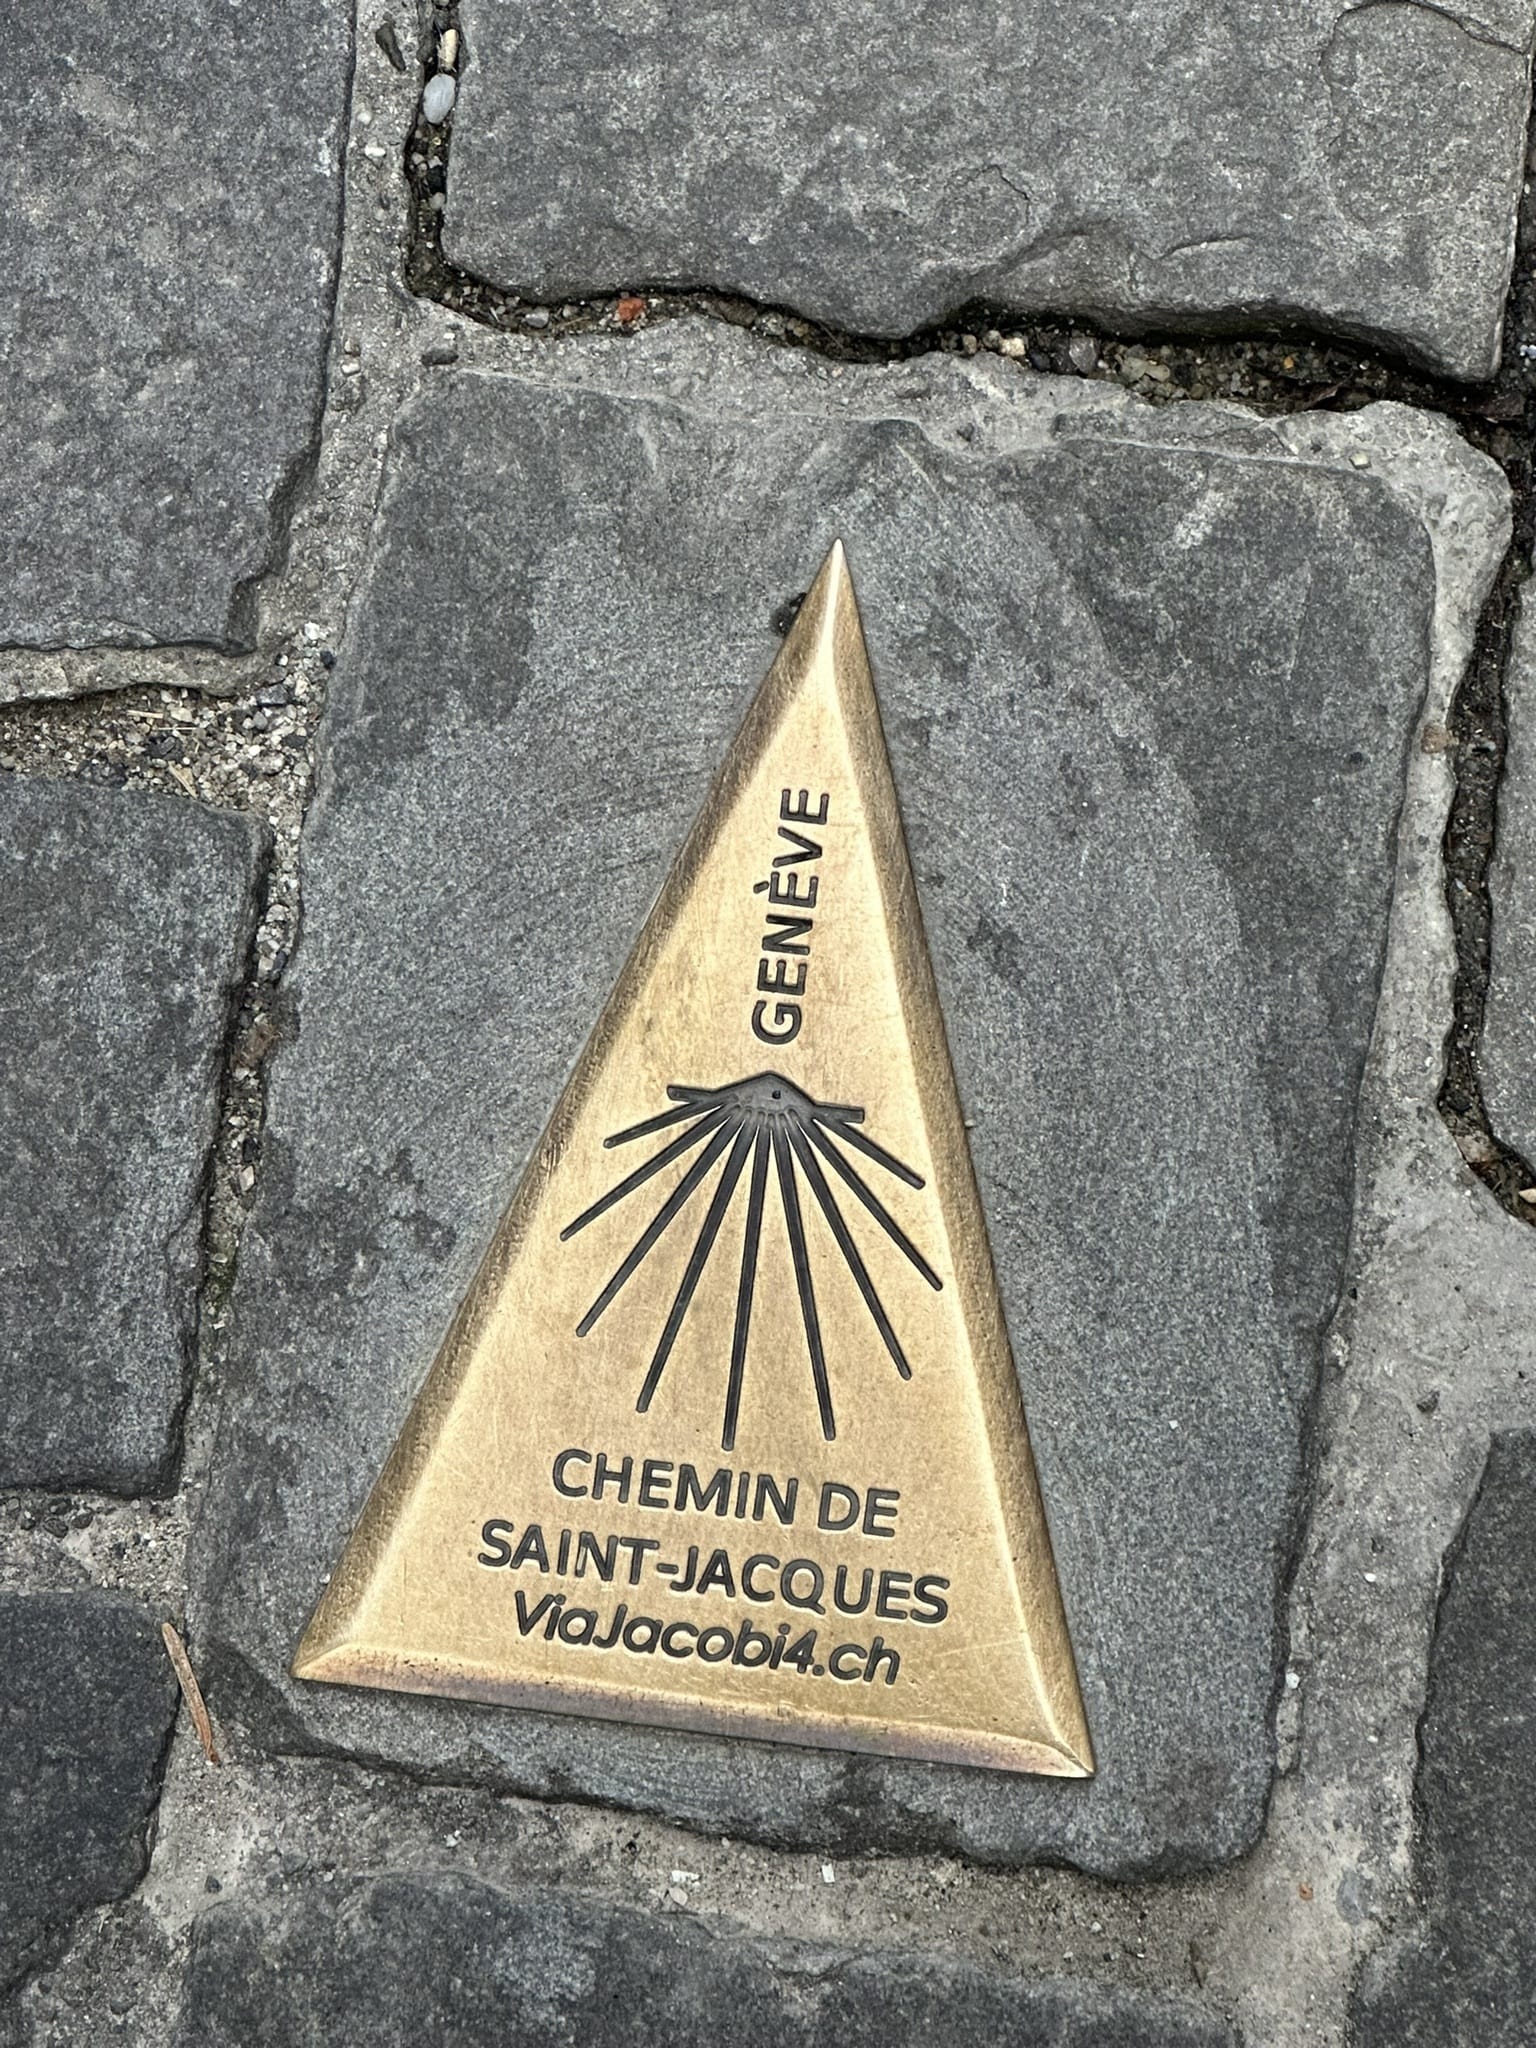 GENÈVE
CHEMIN DE
SAINT-JACQUES
ViaJacobi4.ch